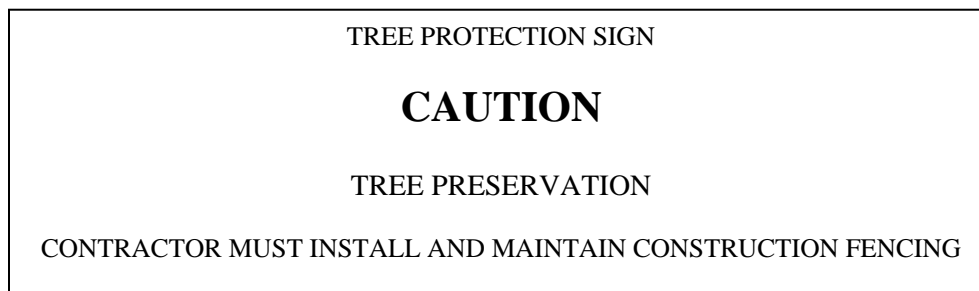 TREE PROTECTION SIGN
CAUTION
TREE PRESERVATION
CONTRACTOR MUST INSTALL AND MAINTAIN CONSTRUCTION FENCING